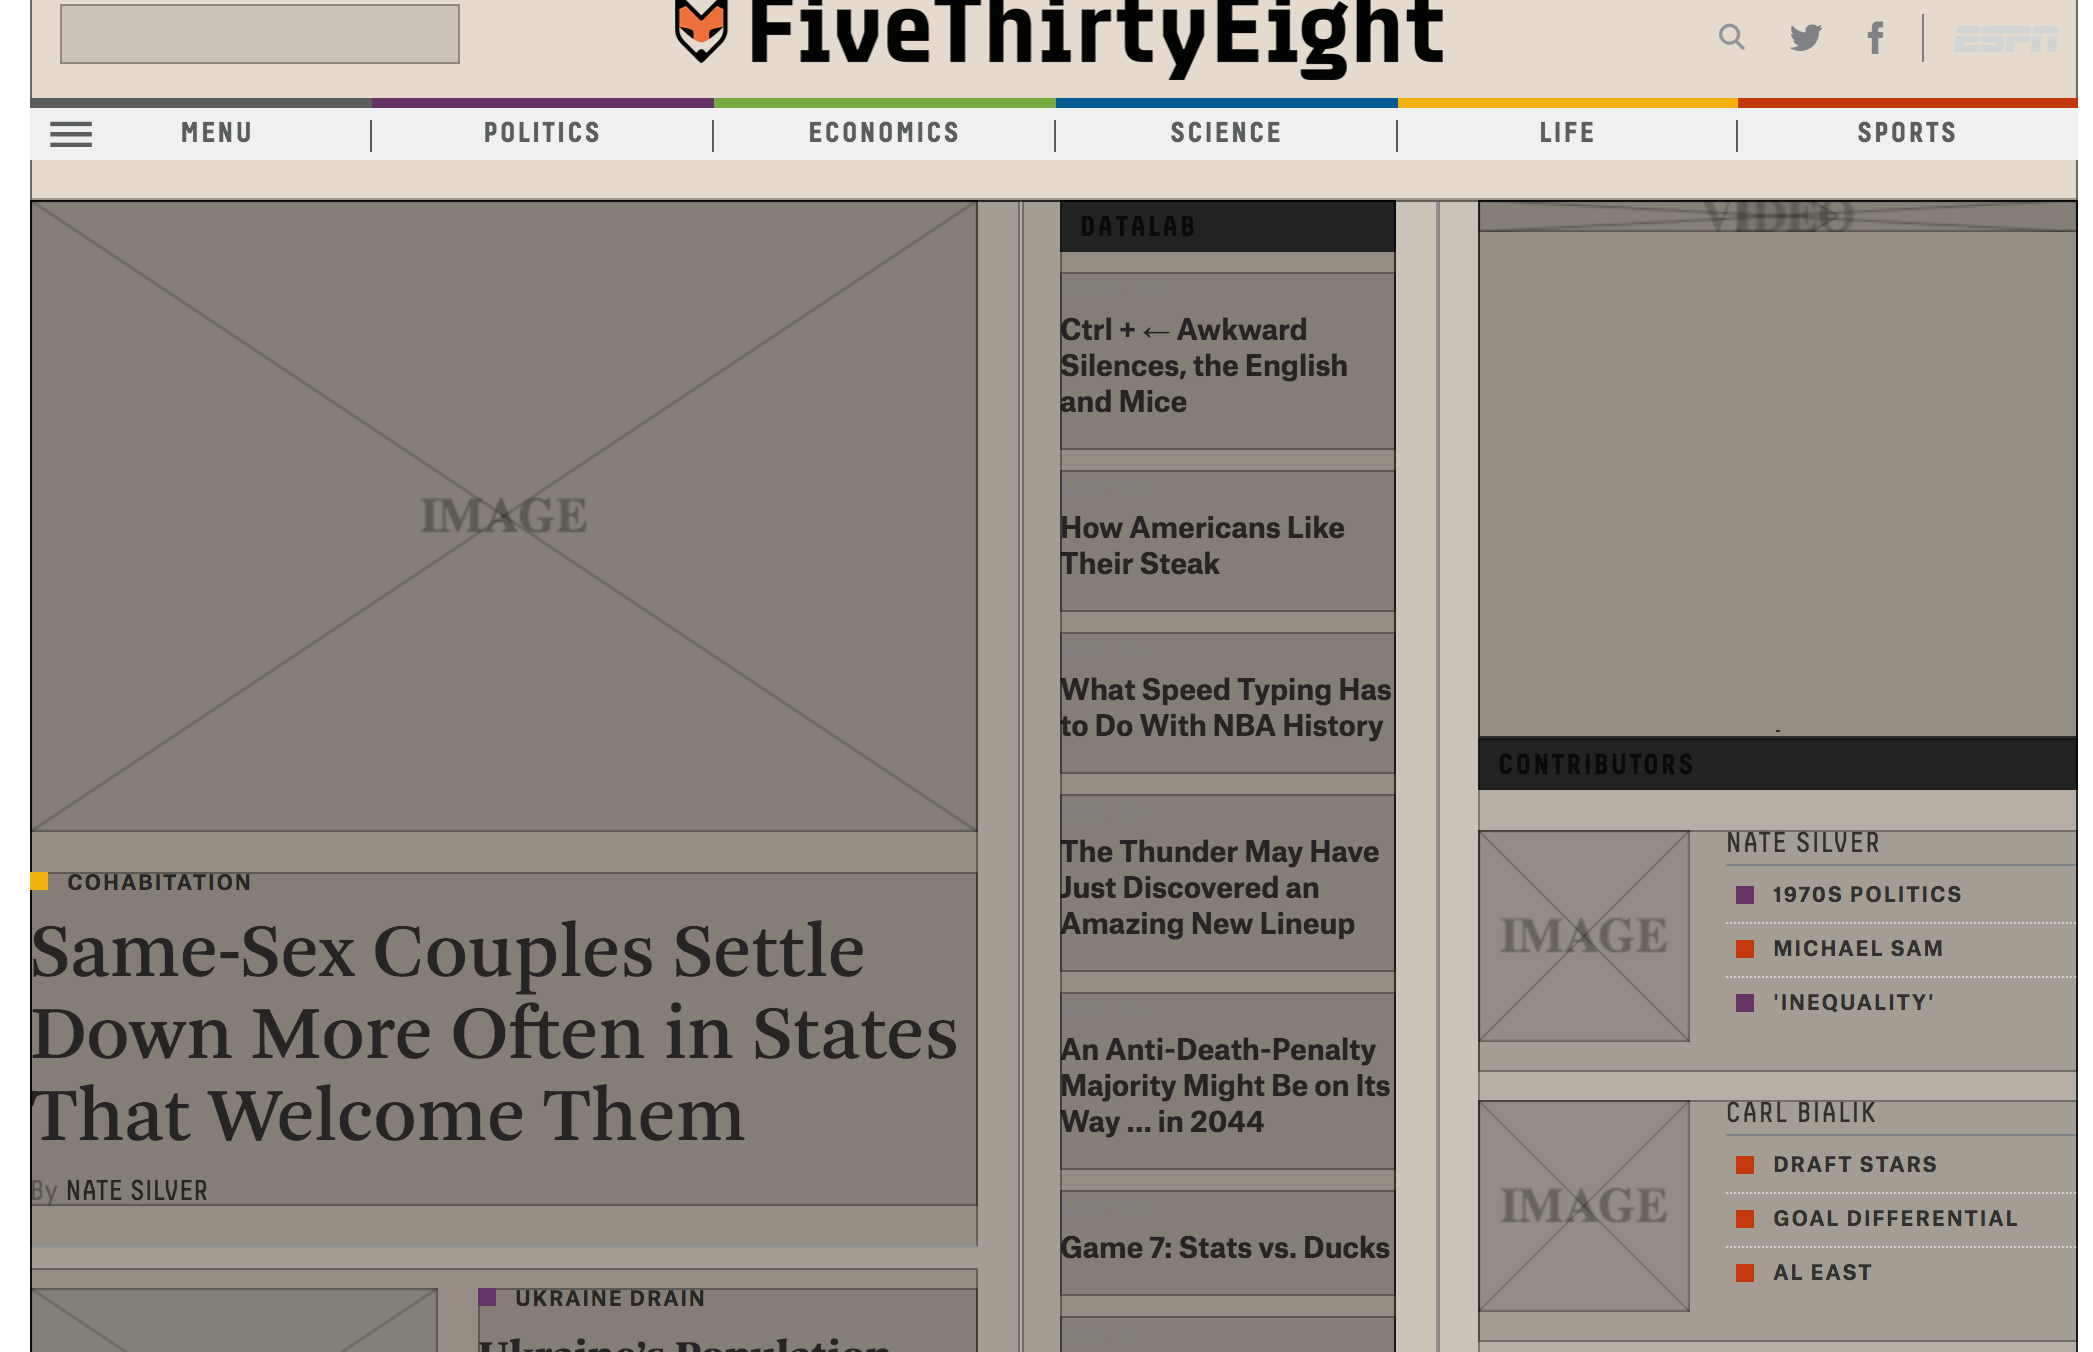 FiveThirtyEight
ESPN
MENU
POLITICS
ECONOMICS
SCIENCE
LIFE
SPORTS
IMAGE
COHABITATION
Same-Sex Couples Settle
Down More Often in States
That Welcome Them
By NATE SILVER
UKRAINE DRAIN
Ukraine's Population
DATALAB
Ctrl + ← Awkward
Silences, the English
and Mice
How Americans Like
Their Steak
What Speed Typing Has
to Do With NBA History
The Thunder May Have
Just Discovered an
Amazing New Lineup
An Anti-Death-Penalty
Majority Might Be on Its
Way ... in 2044
Game 7: Stats vs. Ducks
VIDEO
CONTRIBUTORS
IMAGE
NATE SILVER
1970S POLITICS
MICHAEL SAM
'INEQUALITY'
IMAGE
CARL BIALIK
DRAFT STARS
GOAL DIFFERENTIAL
AL EAST